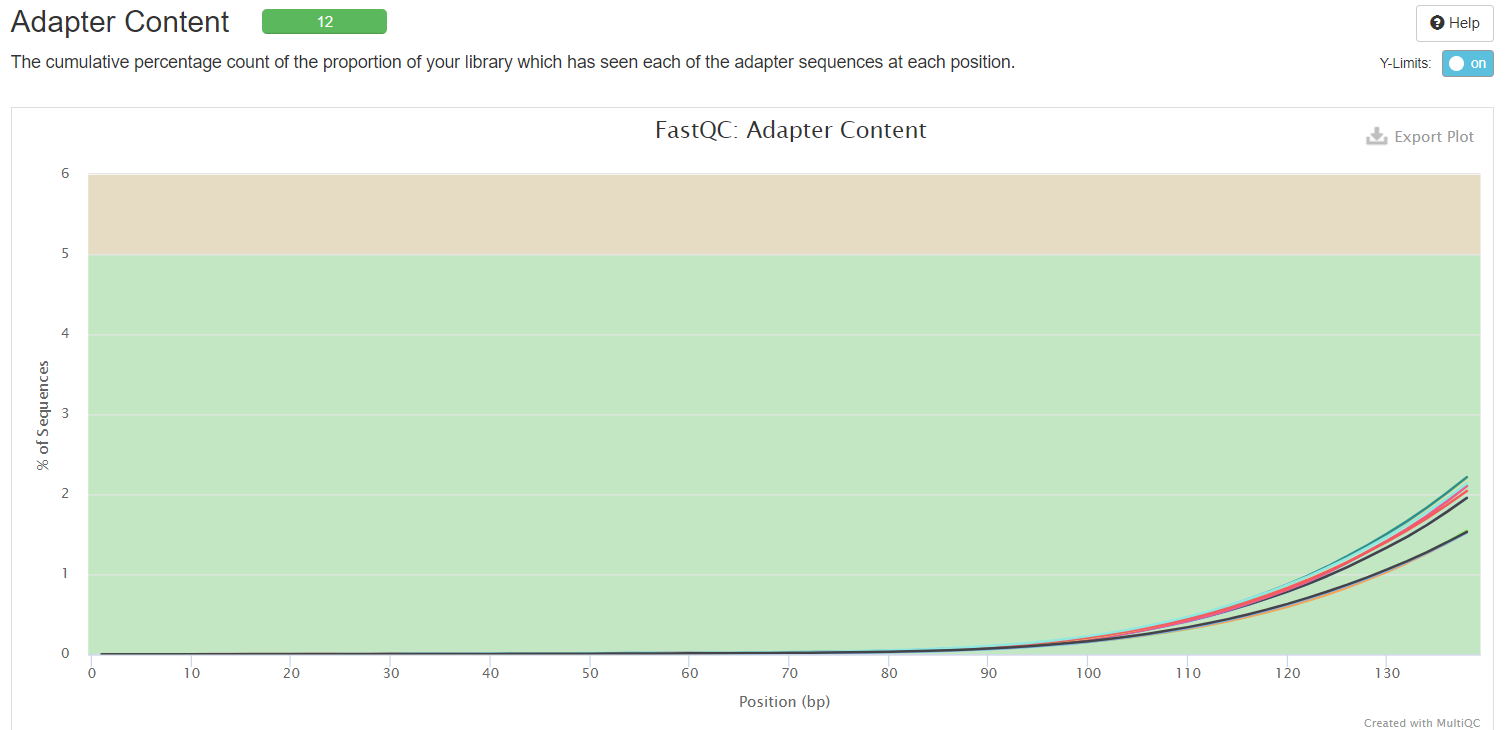 Adapter Content 12
Help
The cumulative percentage count of the proportion of your library which has seen each of the adapter sequences at each position.
Y-Limits: on
FastQC: Adapter Content
Export Plot
% of Sequences
6
5
4
3
2
1
0
0 10 20 30 40 50 60 70 80 90 100 110 120 130
Position (bp)
Created with MultiQC